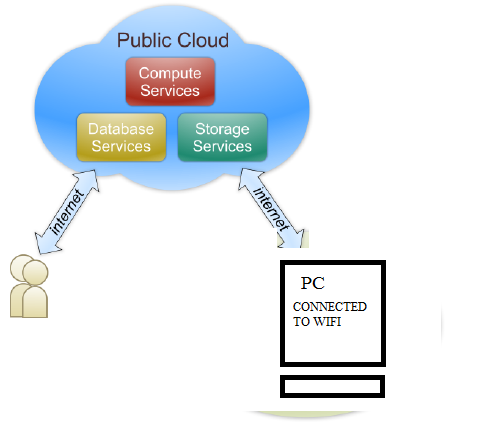 Public Cloud
Compute
Services
Database
Services
Storage
Services
internet
internet
PC
CONNECTED
TO WIFI